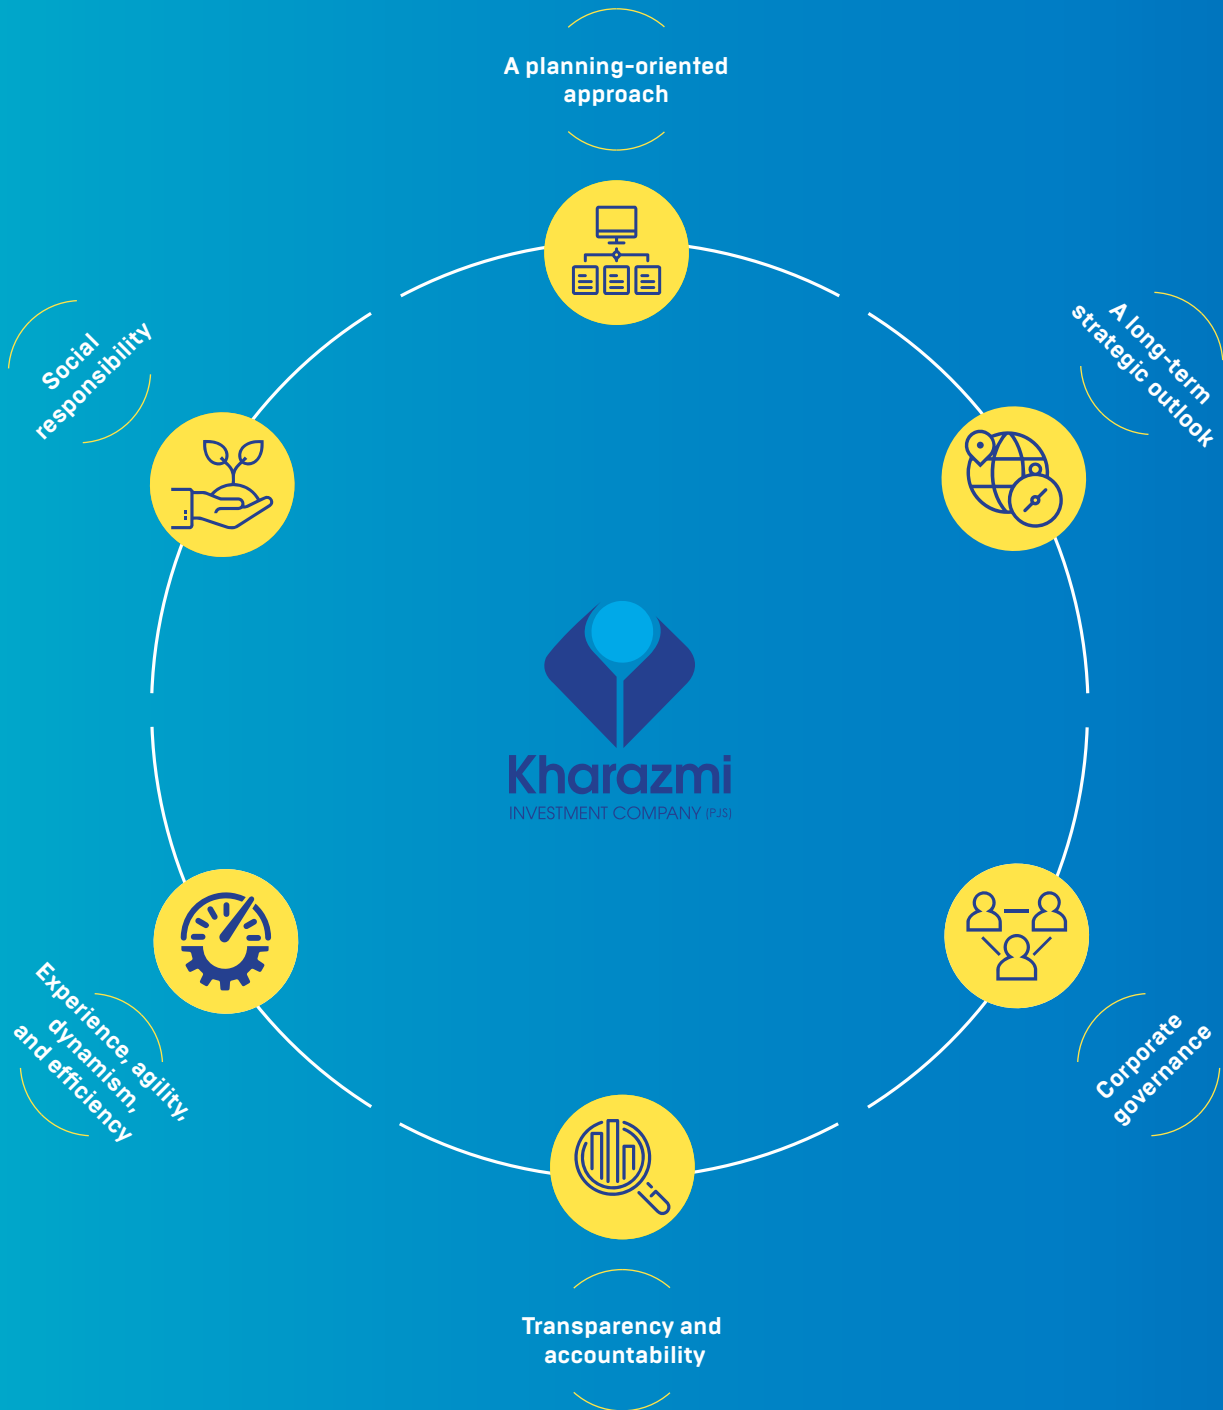 A planning-oriented
approach
Social
responsibility
A long-term
strategic outlook
Kharazmi
INVESTMENT COMPANY (PJS)
Experience, agility,
dynamism,
and efficiency
Corporate
governance
Transparency and
accountability